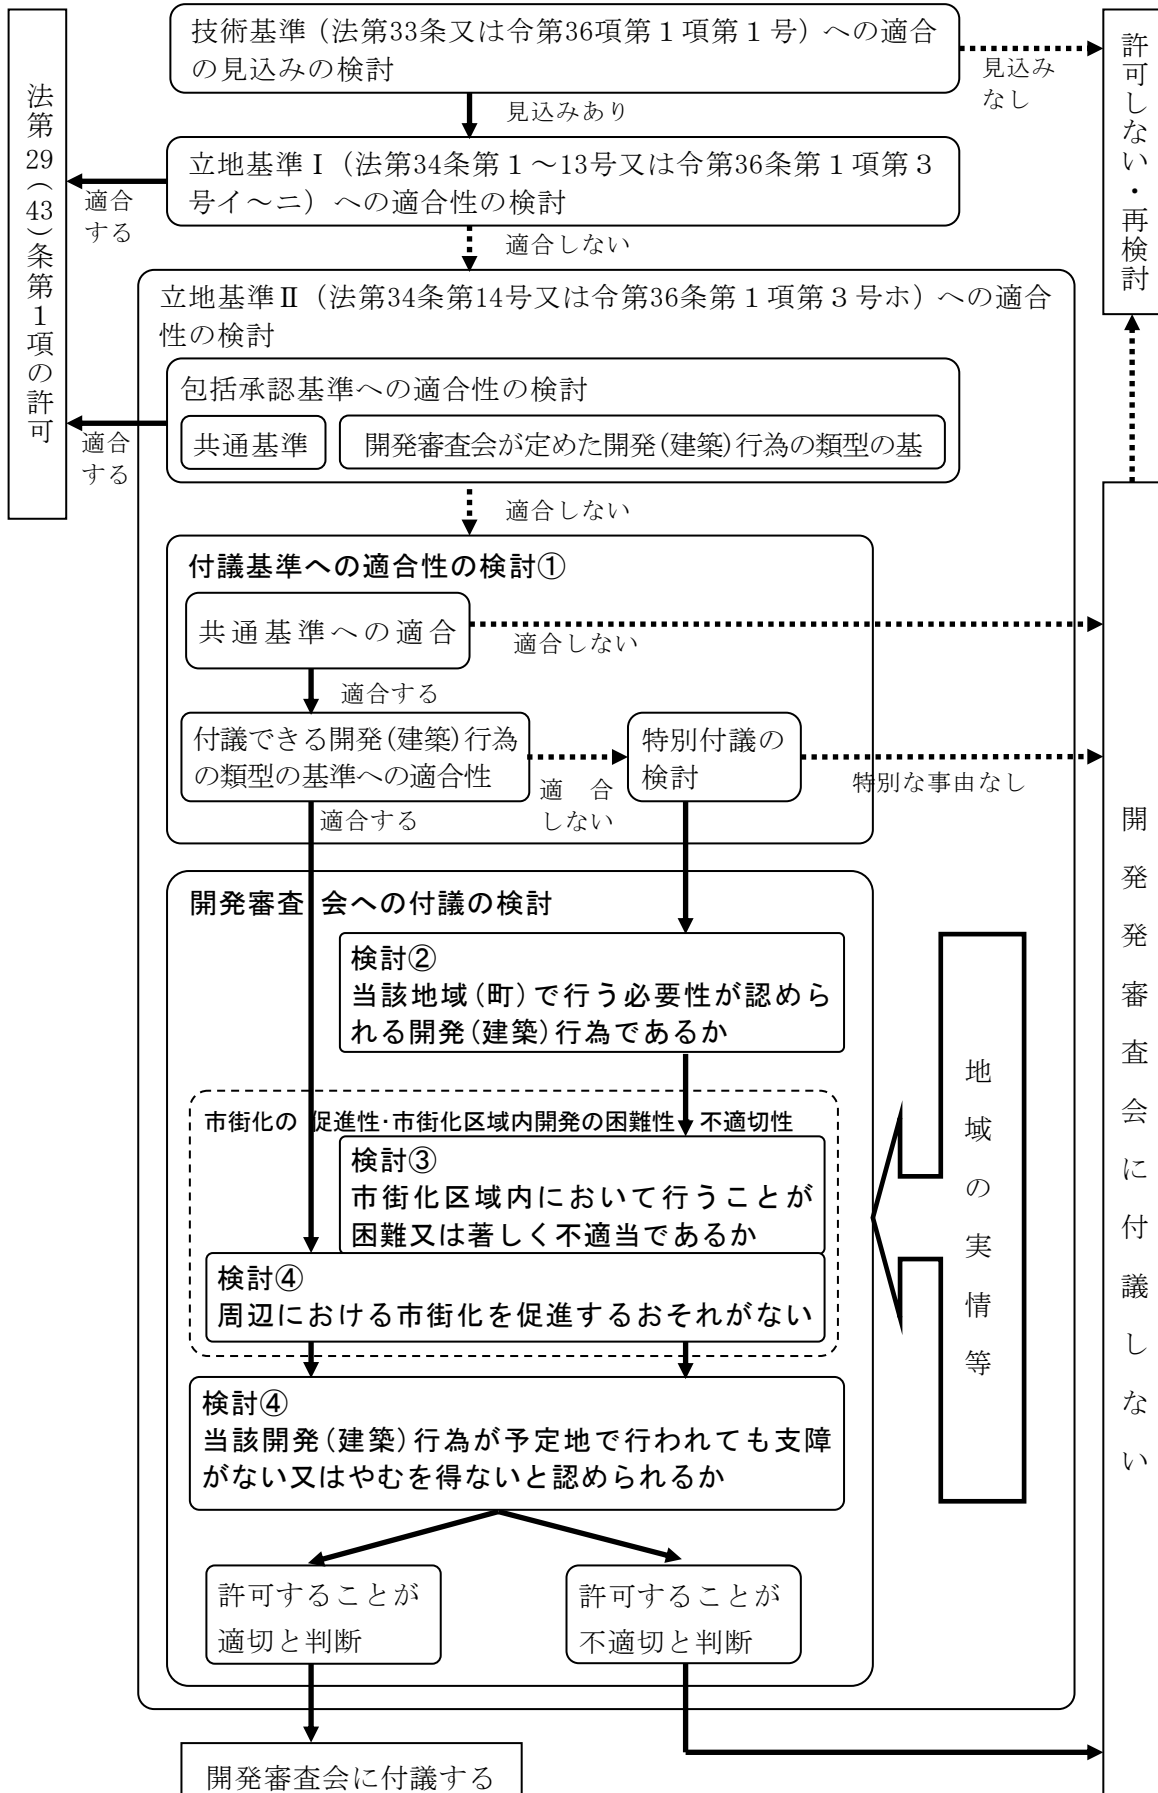 技術基準（法第33条又は令第36項第１項第１号）への適合
の見込みの検討
見込み
なし
許可しない・再検討
見込みあり
立地基準Ⅰ（法第34条第１～13号又は令第36条第１項第３
号イ～ニ）への適合性の検討
適合
する
法第29（43）条第１項の許可
適合しない
立地基準Ⅱ（法第34条第14号又は令第36条第１項第３号ホ）への適合
性の検討
包括承認基準への適合性の検討
共通基準
開発審査会が定めた開発(建築)行為の類型の基
適合
する
適合しない
付議基準への適合性の検討①
共通基準への適合
適合しない
適合する
付議できる開発(建築)行為
の類型の基準への適合性
適　合
しない
特別付議の
検討
特別な事由なし
適合する
開発審査会への付議の検討
検討②
当該地域(町)で行う必要性が認めら
れる開発(建築)行為であるか
市街化の促進性･市街化区域内開発の困難性 不適切性
検討③
市街化区域内において行うことが
困難又は著しく不適当であるか
検討④
周辺における市街化を促進するおそれがない
検討④
当該開発(建築)行為が予定地で行われても支障
がない又はやむを得ないと認められるか
地域の実情等
開発発審査会に付議しない
許可することが
適切と判断
許可することが
不適切と判断
開発審査会に付議する